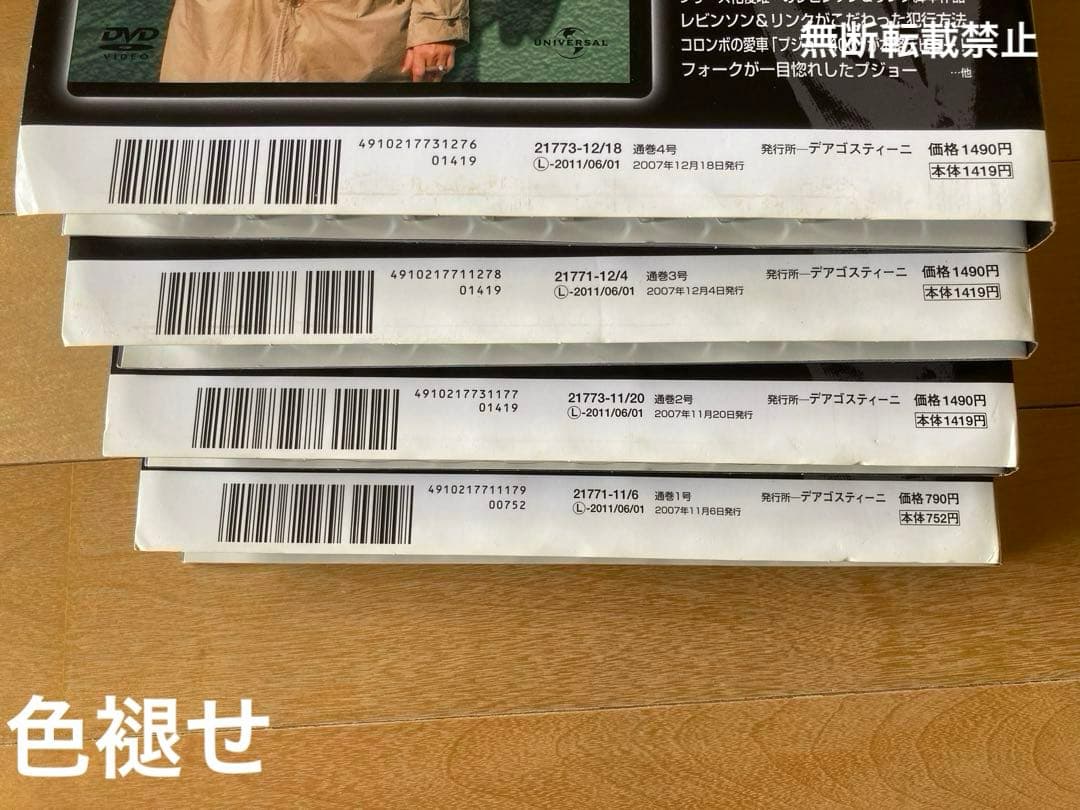 DVD
VIDEO
UNIVERSAL
レビンソン&リンクがこだわった犯行方法
コロンボの愛車「プジョー
無断転載禁止
フォークが一目惚れしたプジョー …他
4910217731276
01419
21773-12/18 通巻4号 発行所―デアゴスティーニ 価格1490円
Ⓛ-2011/06/01 2007年12月18日発行 本体1419円
4910217711278
01419
21771-12/4 通巻3号 発行所―デアゴスティーニ 価格1490円
Ⓛ-2011/06/01 2007年12月4日発行 本体1419円
4910217731177
01419
21773-11/20 通巻2号 発行所―デアゴスティーニ 価格1490円
Ⓛ-2011/06/01 2007年11月20日発行 本体1419円
4910217711179
00752
21771-11/6 通巻1号 発行所―デアゴスティーニ 価格790円
Ⓛ-2011/06/01 2007年11月6日発行 本体752円
色褪せ